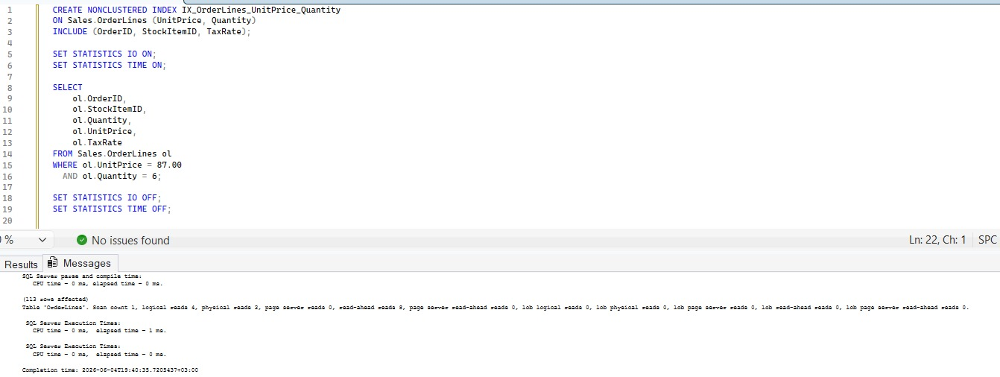 1 CREATE NONCLUSTERED INDEX IX_OrderLines_UnitPrice_Quantity
2 ON Sales.OrderLines (UnitPrice, Quantity)
3 INCLUDE (OrderID, StockItemID, TaxRate);
4
5 SET STATISTICS IO ON;
6 SET STATISTICS TIME ON;
7
8 SELECT
9 ol.OrderID,
10 ol.StockItemID,
11 ol.Quantity,
12 ol.UnitPrice,
13 ol.TaxRate
14 FROM Sales.OrderLines ol
15 WHERE ol.UnitPrice = 87.00
16 AND ol.Quantity = 6;
17
18 SET STATISTICS IO OFF;
19 SET STATISTICS TIME OFF;
20
% No issues found Ln: 22, Ch: 1 SPC
Results Messages
SQL Server parse and compile time:
CPU time = 0 ms, elapsed time = 0 ms.
(113 rows affected)
Table 'OrderLines'. Scan count 1, logical reads 4, physical reads 2, page server reads 0, read-ahead reads 8, page server read-ahead reads 0, lob logical reads 0, lob physical reads 0, lob page server reads 0, lob read-ahead reads 0, lob page server read-ahead reads 0.
SQL Server Execution Times:
CPU time = 0 ms, elapsed time = 1 ms.
SQL Server Execution Times:
CPU time = 0 ms, elapsed time = 0 ms.
Completion time: 2026-06-04T19:40:35.7205437+03:00